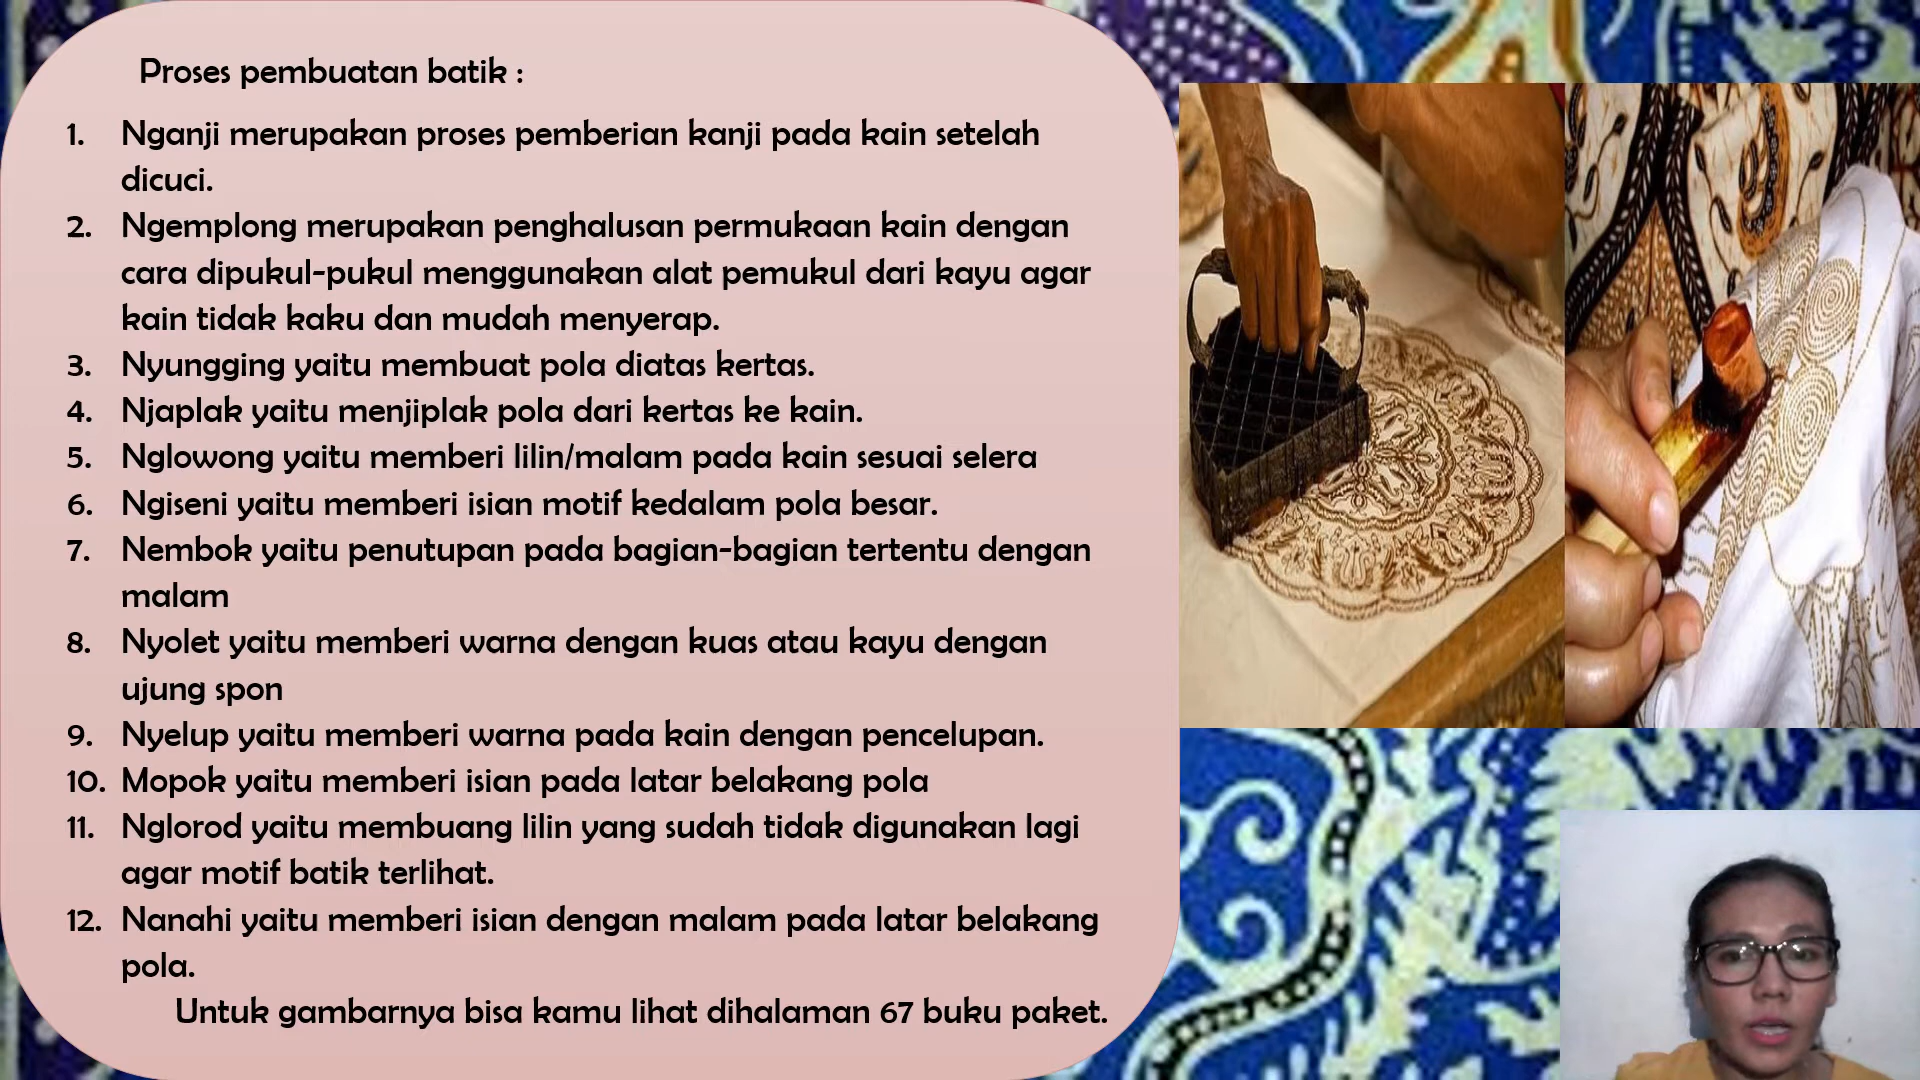 Proses pembuatan batik :
1. Nganji merupakan proses pemberian kanji pada kain setelah
dicuci.
2. Ngemplong merupakan penghalusan permukaan kain dengan
cara dipukul-pukul menggunakan alat pemukul dari kayu agar
kain tidak kaku dan mudah menyerap.
3. Nyungging yaitu membuat pola diatas kertas.
4. Njaplak yaitu menjiplak pola dari kertas ke kain.
5. Nglowong yaitu memberi lilin/malam pada kain sesuai selera
6. Ngiseni yaitu memberi isian motif kedalam pola besar.
7. Nembok yaitu penutupan pada bagian-bagian tertentu dengan
malam
8. Nyolet yaitu memberi warna dengan kuas atau kayu dengan
ujung spon
9. Nyelup yaitu memberi warna pada kain dengan pencelupan.
10. Mopok yaitu memberi isian pada latar belakang pola
11. Nglorod yaitu membuang lilin yang sudah tidak digunakan lagi
agar motif batik terlihat.
12. Nanahi yaitu memberi isian dengan malam pada latar belakang
pola.
Untuk gambarnya bisa kamu lihat dihalaman 67 buku paket.